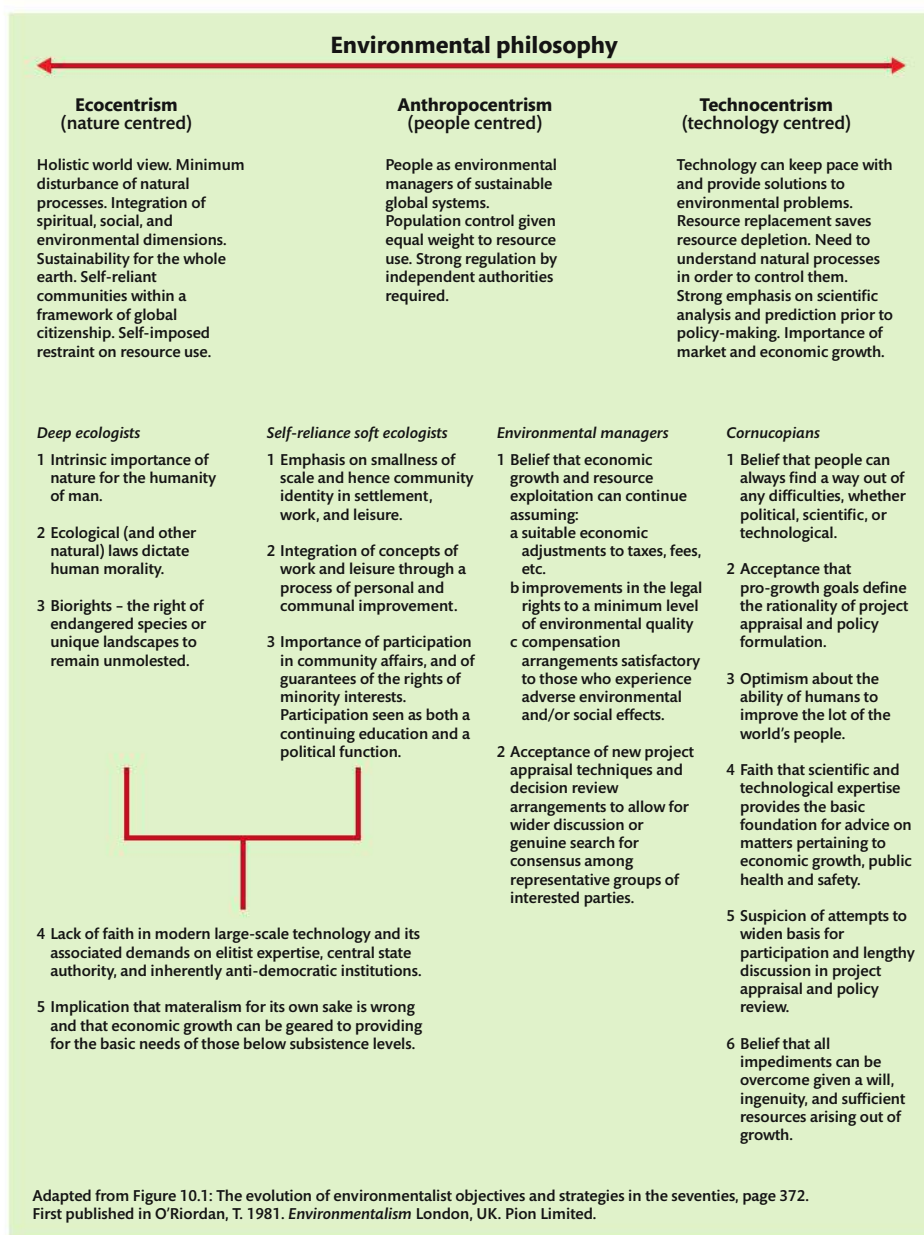 Environmental philosophy
Ecocentrism
(nature centred)
Holistic world view. Minimum
disturbance of natural
processes. Integration of
spiritual, social, and
environmental dimensions.
Sustainability for the whole
earth. Self-reliant
communities within a
framework of global
citizenship. Self-imposed
restraint on resource use.
Anthropocentrism
(people centred)
People as environmental
managers of sustainable
global systems.
Population control given
equal weight to resource
use. Strong regulation by
independent authorities
required.
Technocentrism
(technology centred)
Technology can keep pace with
and provide solutions to
environmental problems.
Resource replacement saves
resource depletion. Need to
understand natural processes
in order to control them.
Strong emphasis on scientific
analysis and prediction prior to
policy-making. Importance of
market and economic growth.
Deep ecologists
1 Intrinsic importance of
nature for the humanity
of man.
2 Ecological (and other
natural) laws dictate
human morality.
3 Biorights – the right of
endangered species or
unique landscapes to
remain unmolested.
Self-reliance soft ecologists
1 Emphasis on smallness of
scale and hence community
identity in settlement,
work, and leisure.
2 Integration of concepts of
work and leisure through a
process of personal and
communal improvement.
3 Importance of participation
in community affairs, and of
guarantees of the rights of
minority interests.
Participation seen as both a
continuing education and a
political function.
4 Lack of faith in modern large-scale technology and its
associated demands on elitist expertise, central state
authority, and inherently anti-democratic institutions.
5 Implication that materalism for its own sake is wrong
and that economic growth can be geared to providing
for the basic needs of those below subsistence levels.
Environmental managers
1 Belief that economic
growth and resource
exploitation can continue
assuming:
a suitable economic
adjustments to taxes, fees,
etc.
b improvements in the legal
rights to a minimum level
of environmental quality
c compensation
arrangements satisfactory
to those who experience
adverse environmental
and/or social effects.
2 Acceptance of new project
appraisal techniques and
decision review
arrangements to allow for
wider discussion or
genuine search for
consensus among
representative groups of
interested parties.
Cornucopians
1 Belief that people can
always find a way out of
any difficulties, whether
political, scientific, or
technological.
2 Acceptance that
pro-growth goals define
the rationality of project
appraisal and policy
formulation.
3 Optimism about the
ability of humans to
improve the lot of the
world's people.
4 Faith that scientific and
technological expertise
provides the basic
foundation for advice on
matters pertaining to
economic growth, public
health and safety.
5 Suspicion of attempts to
widen basis for
participation and lengthy
discussion in project
appraisal and policy
review.
6 Belief that all
impediments can be
overcome given a will,
ingenuity, and sufficient
resources arising out of
growth.
Adapted from Figure 10.1: The evolution of environmentalist objectives and strategies in the seventies, page 372.
First published in O'Riordan, T. 1981. Environmentalism London, UK. Pion Limited.